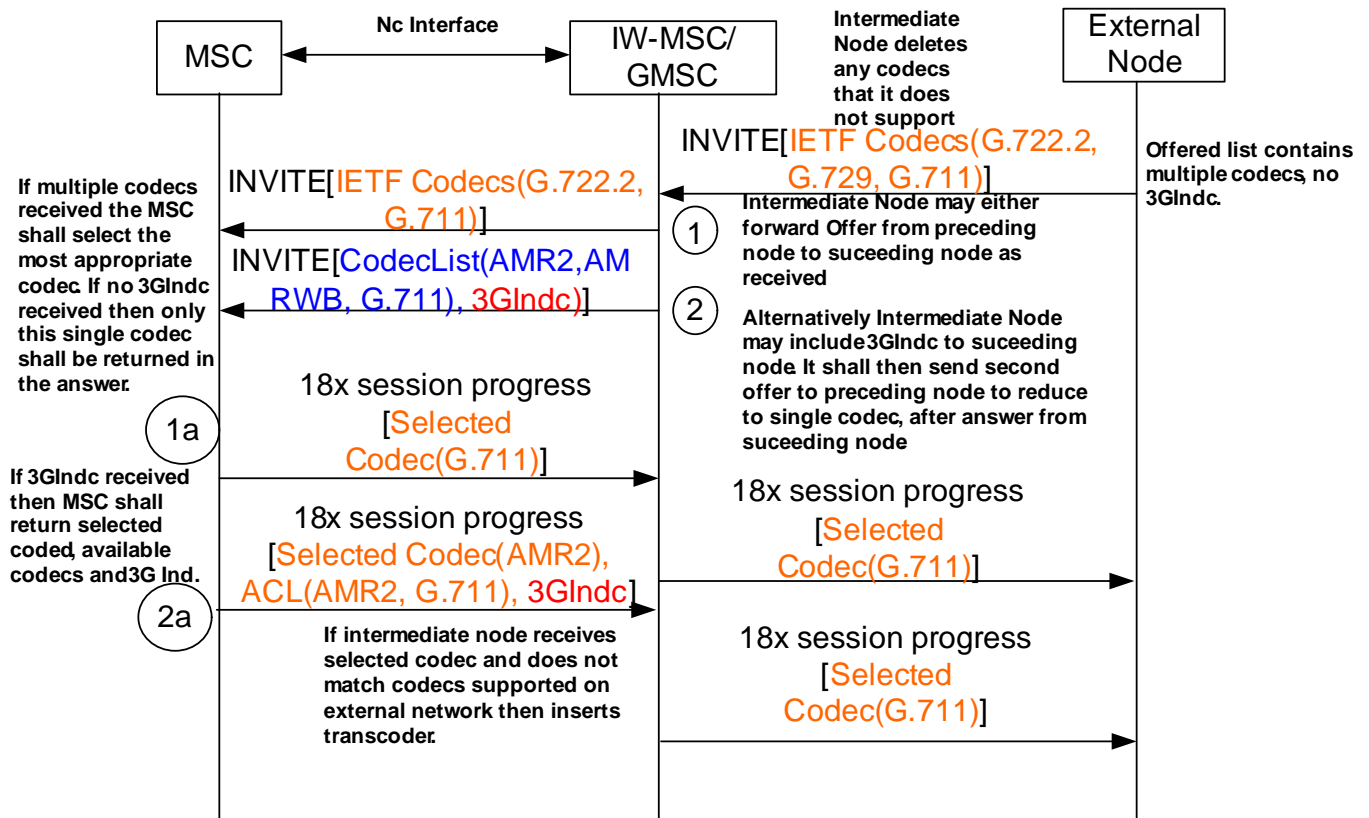 MSC
Nc Interface
IW-MSC/
GMSC
Intermediate
Node deletes
any codecs
that it does
not support
External
Node
INVITE[IETF Codecs(G.722.2,
G.729, G.711)]
Offered list contains
multiple codecs, no
3GIndc.
If multiple codecs
received the MSC
shall select the
most appropriate
codec. If no 3GIndc
received then only
this single codec
shall be returned in
the answer.
INVITE[IETF Codecs(G.722.2,
G.711)]
1
Intermediate Node may either
forward Offer from preceding
node to suceeding node as
received
INVITE[CodecList(AMR2,AM
RWB, G.711), 3GIndc)]
2
Alternatively Intermediate Node
may include 3GIndc to suceeding
node. It shall then send second
offer to preceding node to reduce
to single codec, after answer from
suceeding node
1a
18x session progress
[Selected
Codec(G.711)]
If 3GIndc received
then MSC shall
return selected
coded, available
codecs and 3G Ind.
18x session progress
[Selected
Codec(G.711)]
2a
18x session progress
[Selected Codec(AMR2),
ACL(AMR2, G.711), 3GIndc]
If intermediate node receives
selected codec and does not
match codecs supported on
external network then inserts
transcoder.
18x session progress
[Selected
Codec(G.711)]